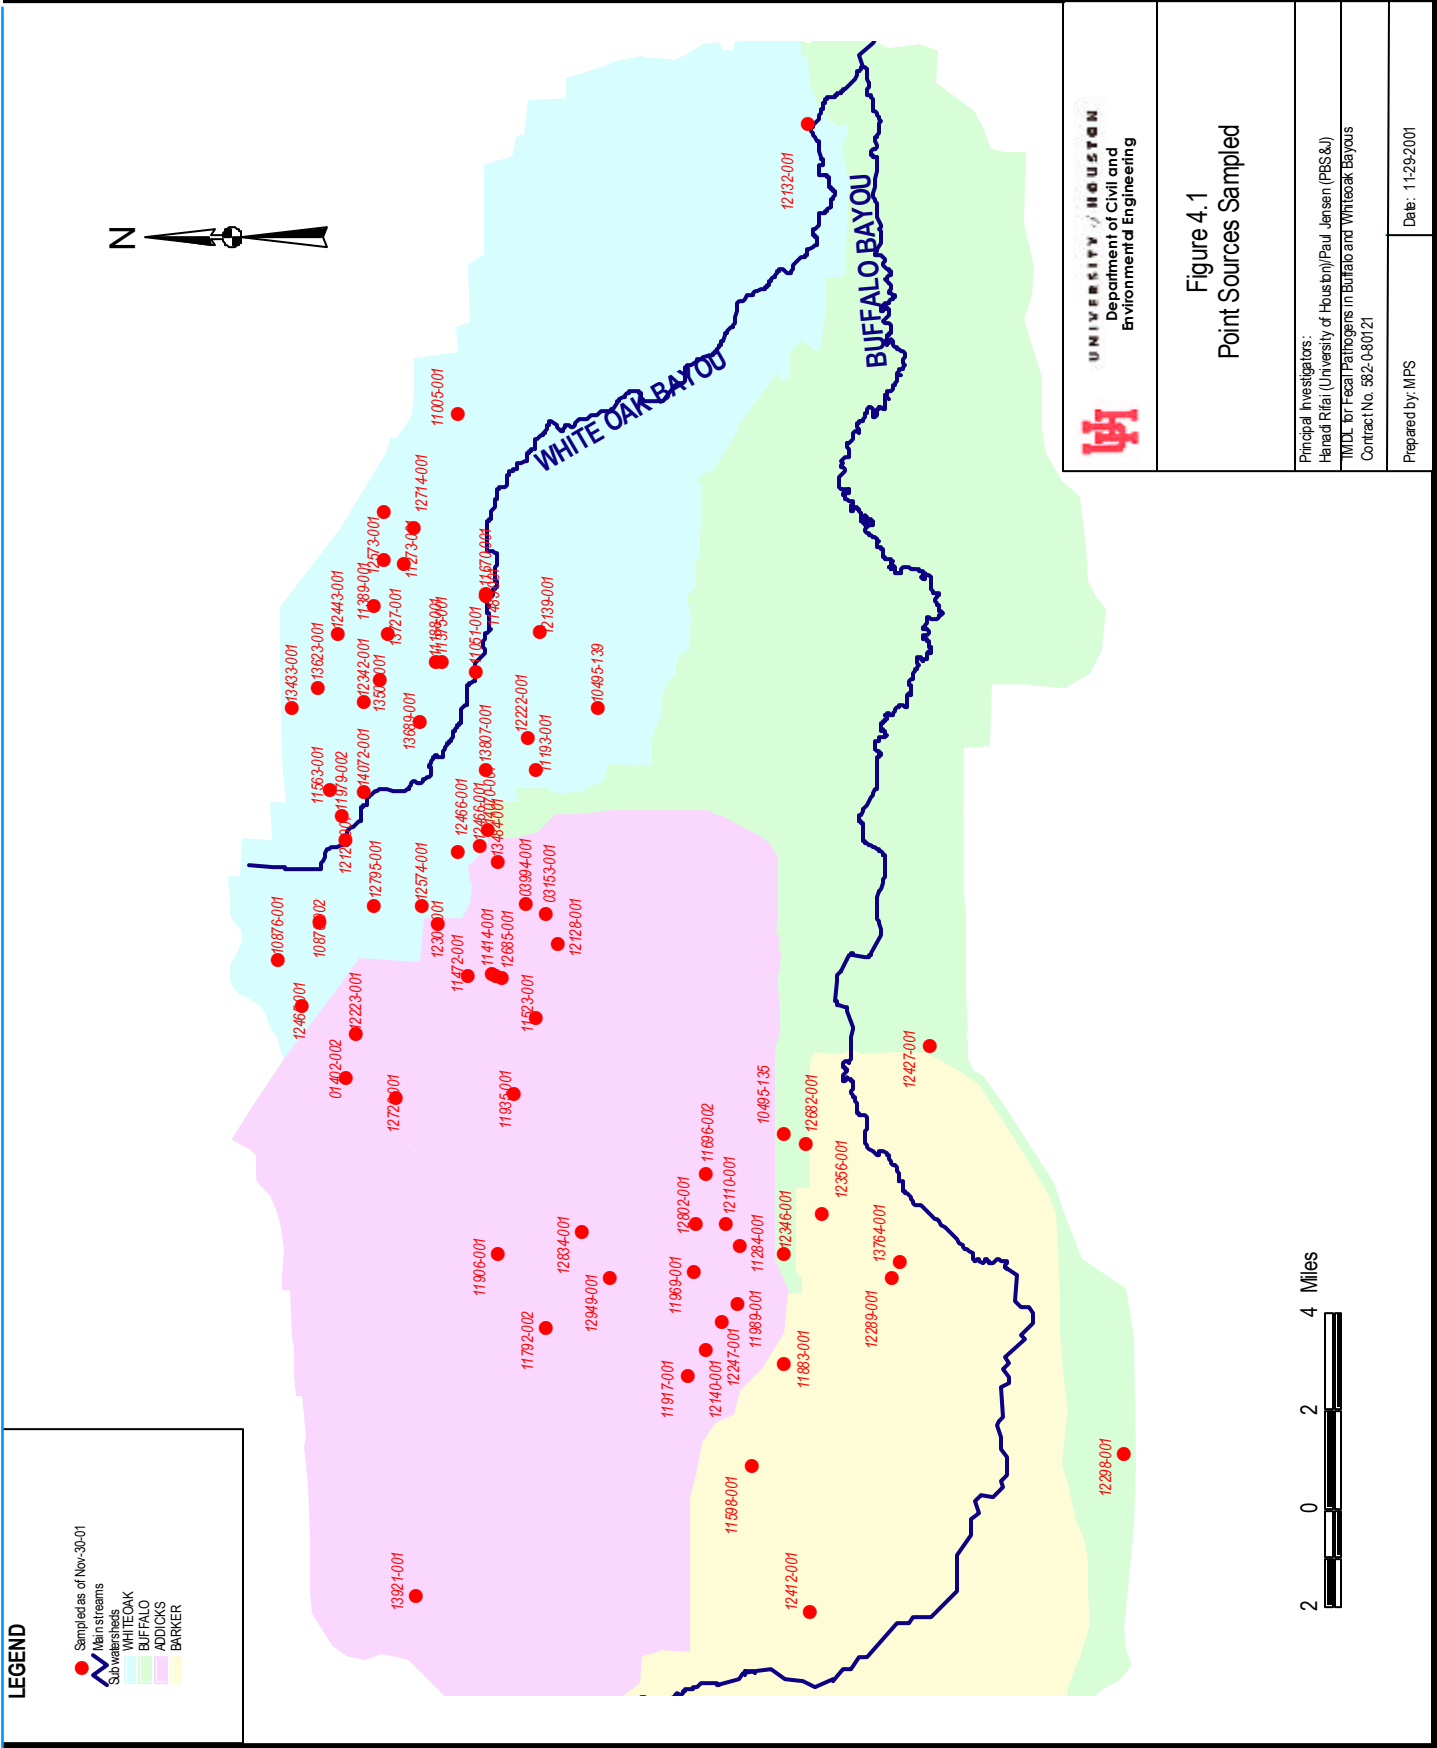 LEGEND
Sampled as of Nov-30-01
Main streams
Subwatersheds
WHITEOAK
BUFFALO
ADDICKS
BARKER
N
WHITE OAK BAYOU
BUFFALO BAYOU
10876-001
12223-001
01402-002
11935-001
11523-001
11472-001
11414-001
12685-001
12128-001
03153-001
03994-001
13484-001
12466-001
12466-001
12574-001
12795-001
11979-002
11563-001
14072-001
13433-001
13623-001
12443-001
12342-001
13689-001
11389-001
13727-001
12573-001
12714-001
11005-001
11051-001
11670-001
12139-001
10495-139
12222-001
11193-001
13807-001
12132-001
10495-135
12682-001
12427-001
12356-001
12346-001
13764-001
12289-001
11696-002
12802-001
12110-001
11284-001
11969-001
11989-001
12247-001
12140-001
11917-001
11883-001
11906-001
12834-001
12949-001
11792-002
11598-001
12412-001
12298-001
13921-001
2 0 2 4 Miles
UNIVERSITY of HOUSTON
Department of Civil and
Environmental Engineering
Figure 4.1
Point Sources Sampled
Principal Investigators:
Hanadi Rifai (University of Houston)/Paul Jensen (PBS&J)
TMDL for Fecal Pathogens in Buffalo and Whiteoak Bayous
Contract No. 582-0-80121
Prepared by: MPS
Date: 11-29-2001